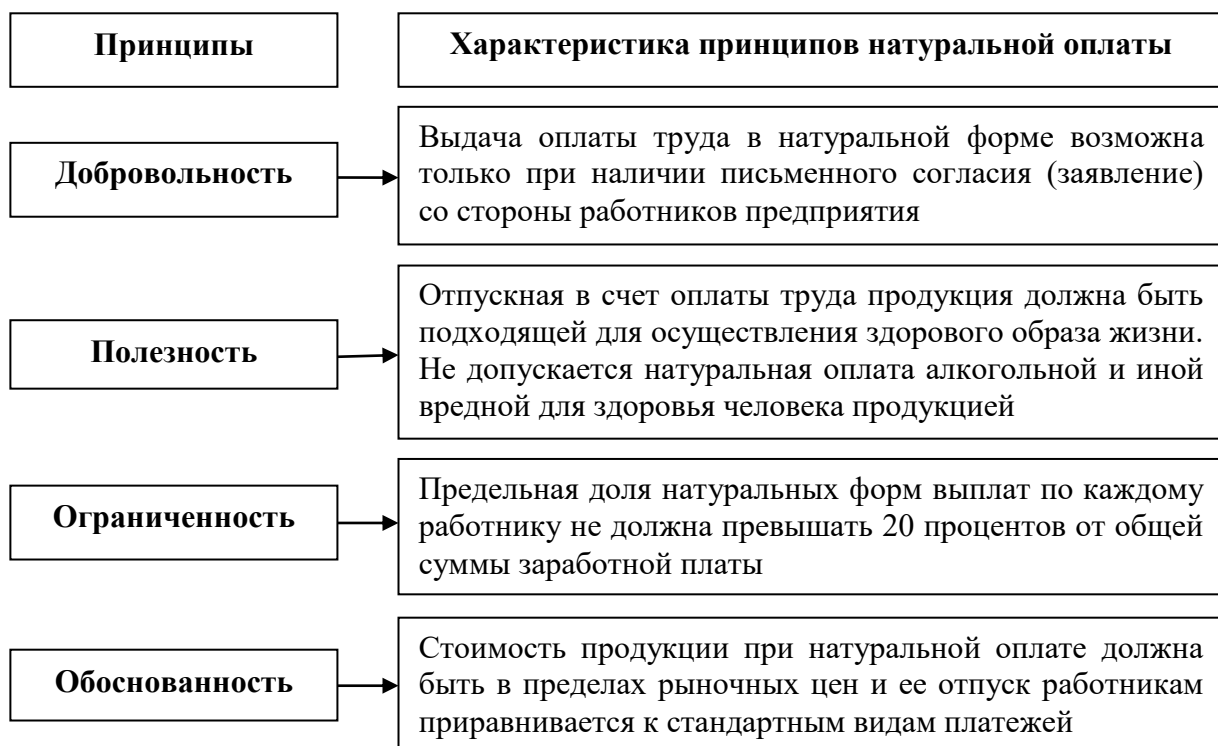 Принципы
Характеристика принципов натуральной оплаты
Добровольность
Выдача оплаты труда в натуральной форме возможна
только при наличии письменного согласия (заявление)
со стороны работников предприятия
Полезность
Отпускная в счет оплаты труда продукция должна быть
подходящей для осуществления здорового образа жизни.
Не допускается натуральная оплата алкогольной и иной
вредной для здоровья человека продукцией
Ограниченность
Предельная доля натуральных форм выплат по каждому
работнику не должна превышать 20 процентов от общей
суммы заработной платы
Обоснованность
Стоимость продукции при натуральной оплате должна
быть в пределах рыночных цен и ее отпуск работникам
приравнивается к стандартным видам платежей